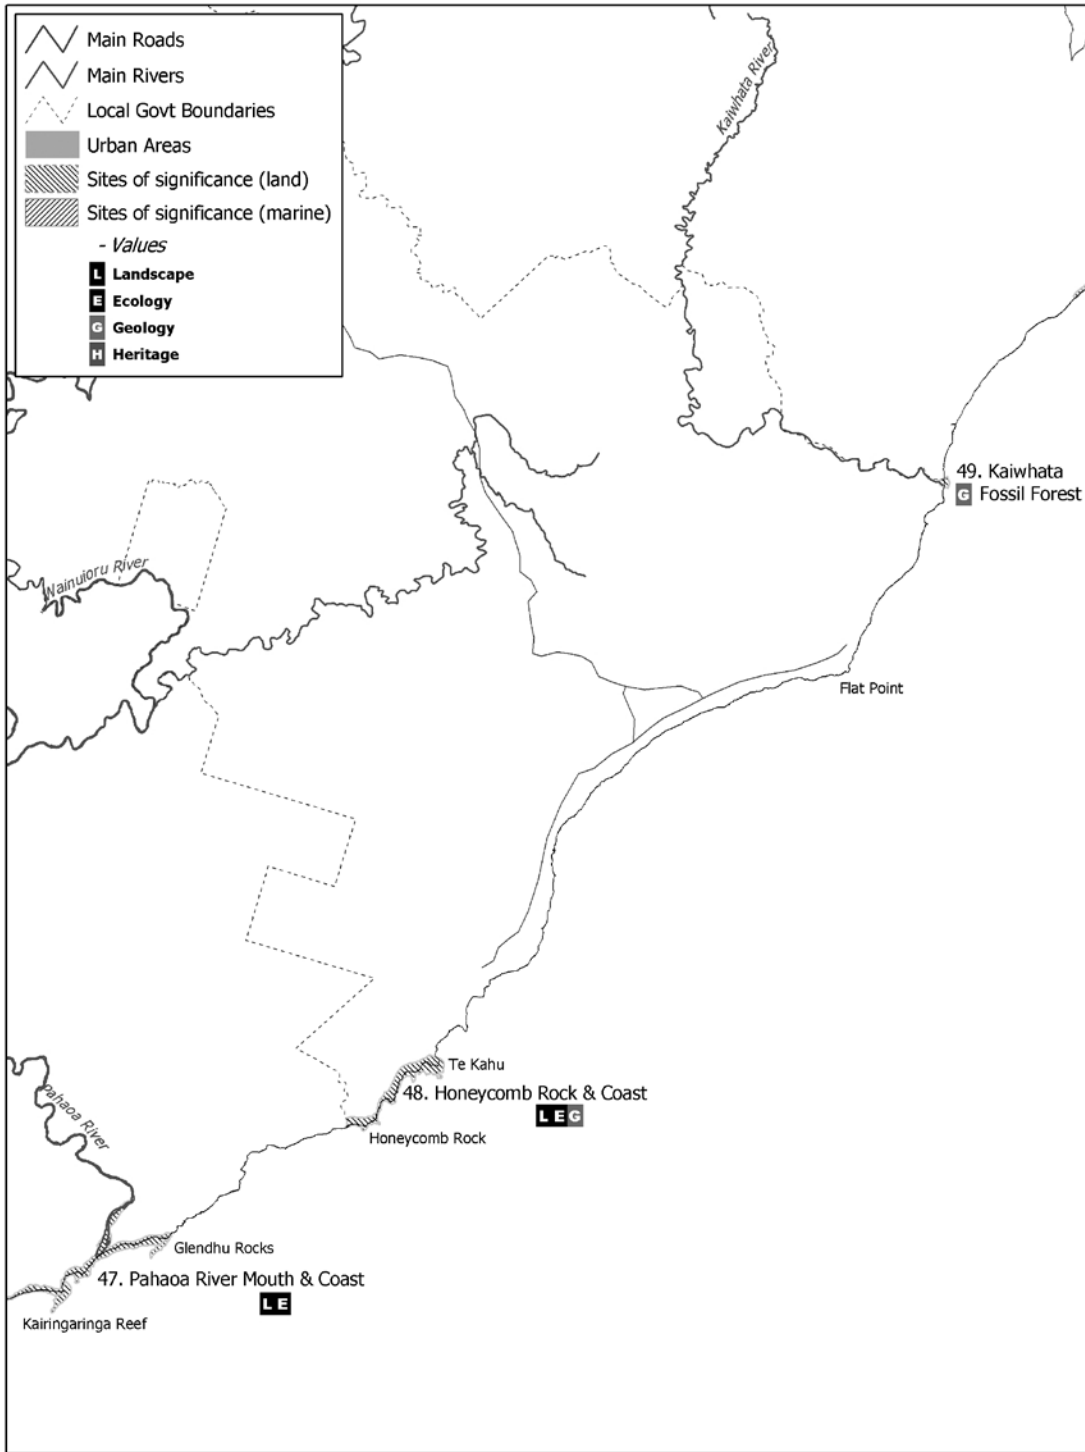 Main Roads
Main Rivers
Local Govt Boundaries
Urban Areas
Sites of significance (land)
Sites of significance (marine)
- Values
L Landscape
E Ecology
G Geology
H Heritage
Kaiwhata River
49. Kaiwhata
G Fossil Forest
Wainuioru River
Flat Point
Te Kahu
48. Honeycomb Rock & Coast
L E G
Honeycomb Rock
Pahaoa River
Glendhu Rocks
47. Pahaoa River Mouth & Coast
L E
Kairingaringa Reef